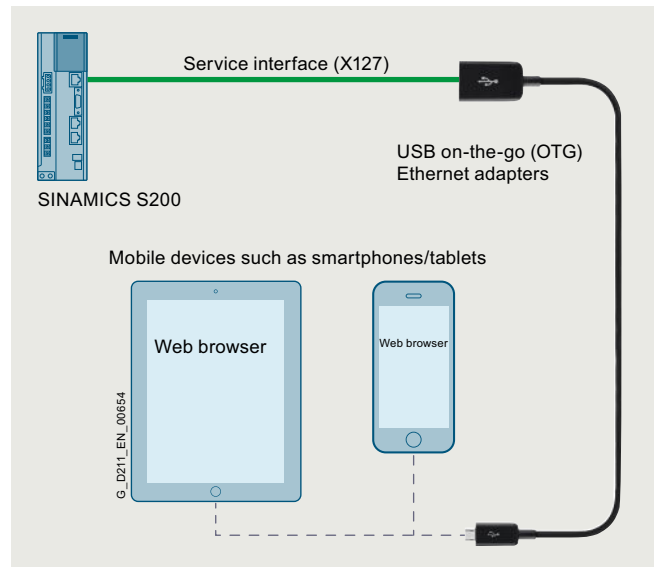 Service interface (X127)
USB on-the-go (OTG)
Ethernet adapters
SINAMICS S200
Mobile devices such as smartphones/tablets
Web browser
Web browser
G_D211_EN_00654